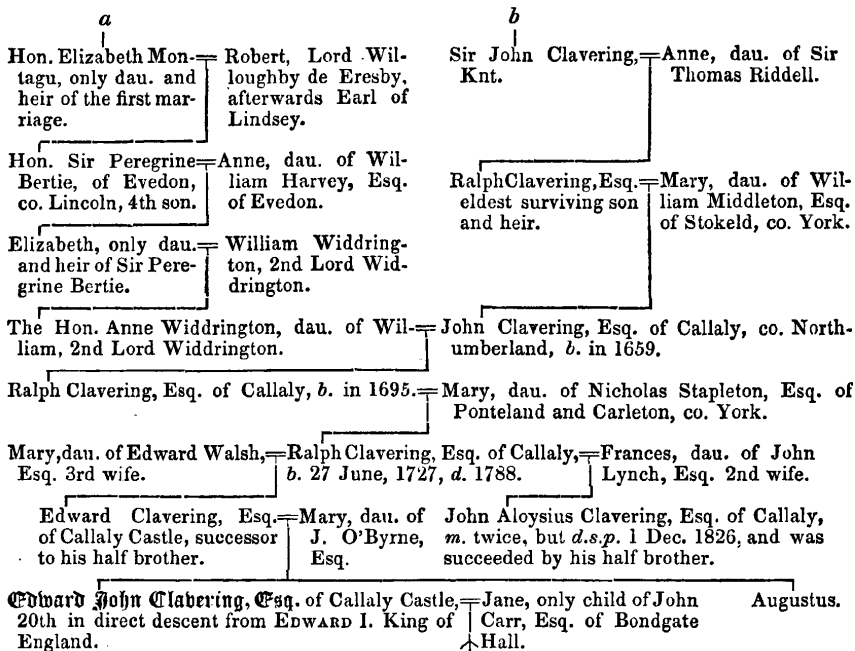 a
b
Hon. Elizabeth Mon-
tagu, only dau. and
heir of the first mar-
riage.
Robert, Lord Wil-
loughby de Eresby,
afterwards Earl of
Lindsey.
Sir John Clavering,
Knt.
Anne, dau. of Sir
Thomas Riddell.
Hon. Sir Peregrine
Bertie, of Evedon,
co. Lincoln, 4th son.
Anne, dau. of Wil-
liam Harvey, Esq.
of Evedon.
Ralph Clavering, Esq.
eldest surviving son
and heir.
Mary, dau. of Wil-
liam Middleton, Esq.
of Stokeld, co. York.
Elizabeth, only dau.
and heir of Sir Pere-
grine Bertie.
William Widdring-
ton, 2nd Lord Wid-
drington.
The Hon. Anne Widdrington, dau. of Wil-
liam, 2nd Lord Widdrington.
John Clavering, Esq. of Callaly, co. North-
umberland, b. in 1659.
Ralph Clavering, Esq. of Callaly, b. in 1695.
Mary, dau. of Nicholas Stapleton, Esq. of
Ponteland and Carleton, co. York.
Mary, dau. of Edward Walsh,
Esq. 3rd wife.
Ralph Clavering, Esq. of Callaly,
b. 27 June, 1727, d. 1788.
Frances, dau. of John
Lynch, Esq. 2nd wife.
Edward Clavering, Esq.
of Callaly Castle, successor
to his half brother.
Mary, dau. of
J. O'Byrne,
Esq.
John Aloysius Clavering, Esq. of Callaly,
m. twice, but d.s.p. 1 Dec. 1826, and was
succeeded by his half brother.
Edward John Clavering, Esq. of Callaly Castle,
20th in direct descent from EDWARD I. King of
England.
Jane, only child of John
Carr, Esq. of Bondgate
Hall.
Augustus.